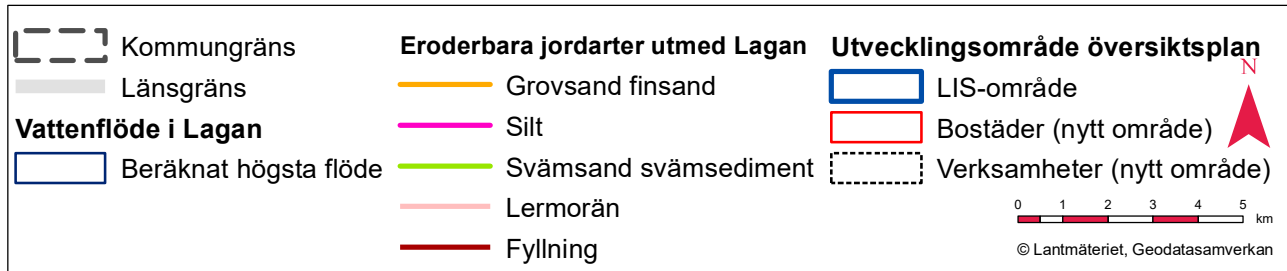 Kommungräns
Länsgräns
Vattenflöde i Lagan
Beräknat högsta flöde
Eroderbara jordarter utmed Lagan
Grovsand finsand
Silt
Svämsand svämsediment
Lermorän
Fyllning
Utvecklingsområde översiktsplan
LIS-område
Bostäder (nytt område)
Verksamheter (nytt område)
N
0 1 2 3 4 5
km
© Lantmäteriet, Geodatasamverkan